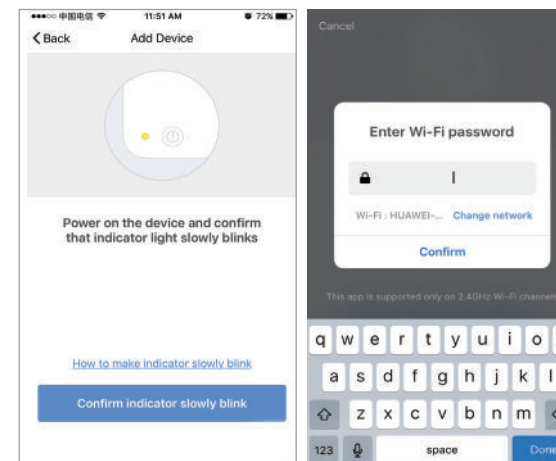 中国电信 11:51 AM 72%
Back Add Device
Power on the device and confirm
that indicator light slowly blinks
How to make indicator slowly blink
Confirm indicator slowly blink
Cancel
Enter Wi-Fi password
Wi-Fi : HUAWEI-... Change network
Confirm
This app is supported only on 2.4GHz Wi-Fi channels
q w e r t y u i o
a s d f g h j k l
z x c v b n m
123 space Done